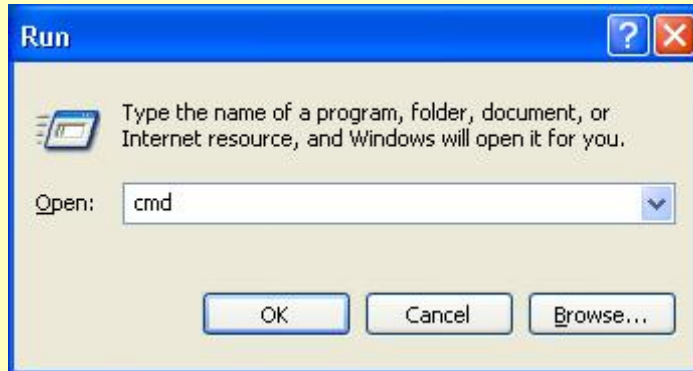 Run
?
Type the name of a program, folder, document, or
Internet resource, and Windows will open it for you.
Open:
cmd
OK
Cancel
Browse...